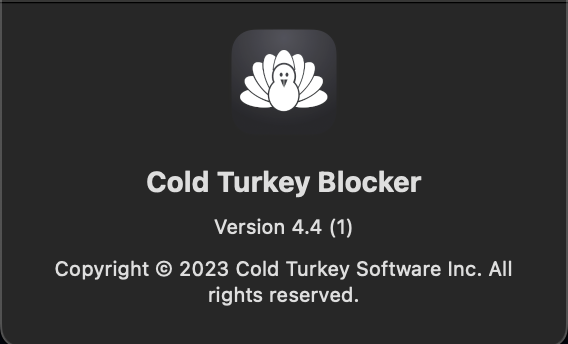 Cold Turkey Blocker
Version 4.4 (1)
Copyright © 2023 Cold Turkey Software Inc. All
rights reserved.